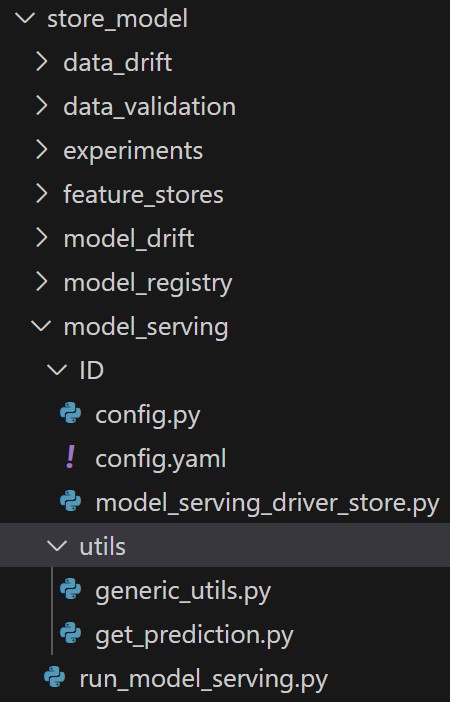 store_model
data_drift
data_validation
experiments
feature_stores
model_drift
model_registry
model_serving
ID
config.py
! config.yaml
model_serving_driver_store.py
utils
generic_utils.py
get_prediction.py
run_model_serving.py